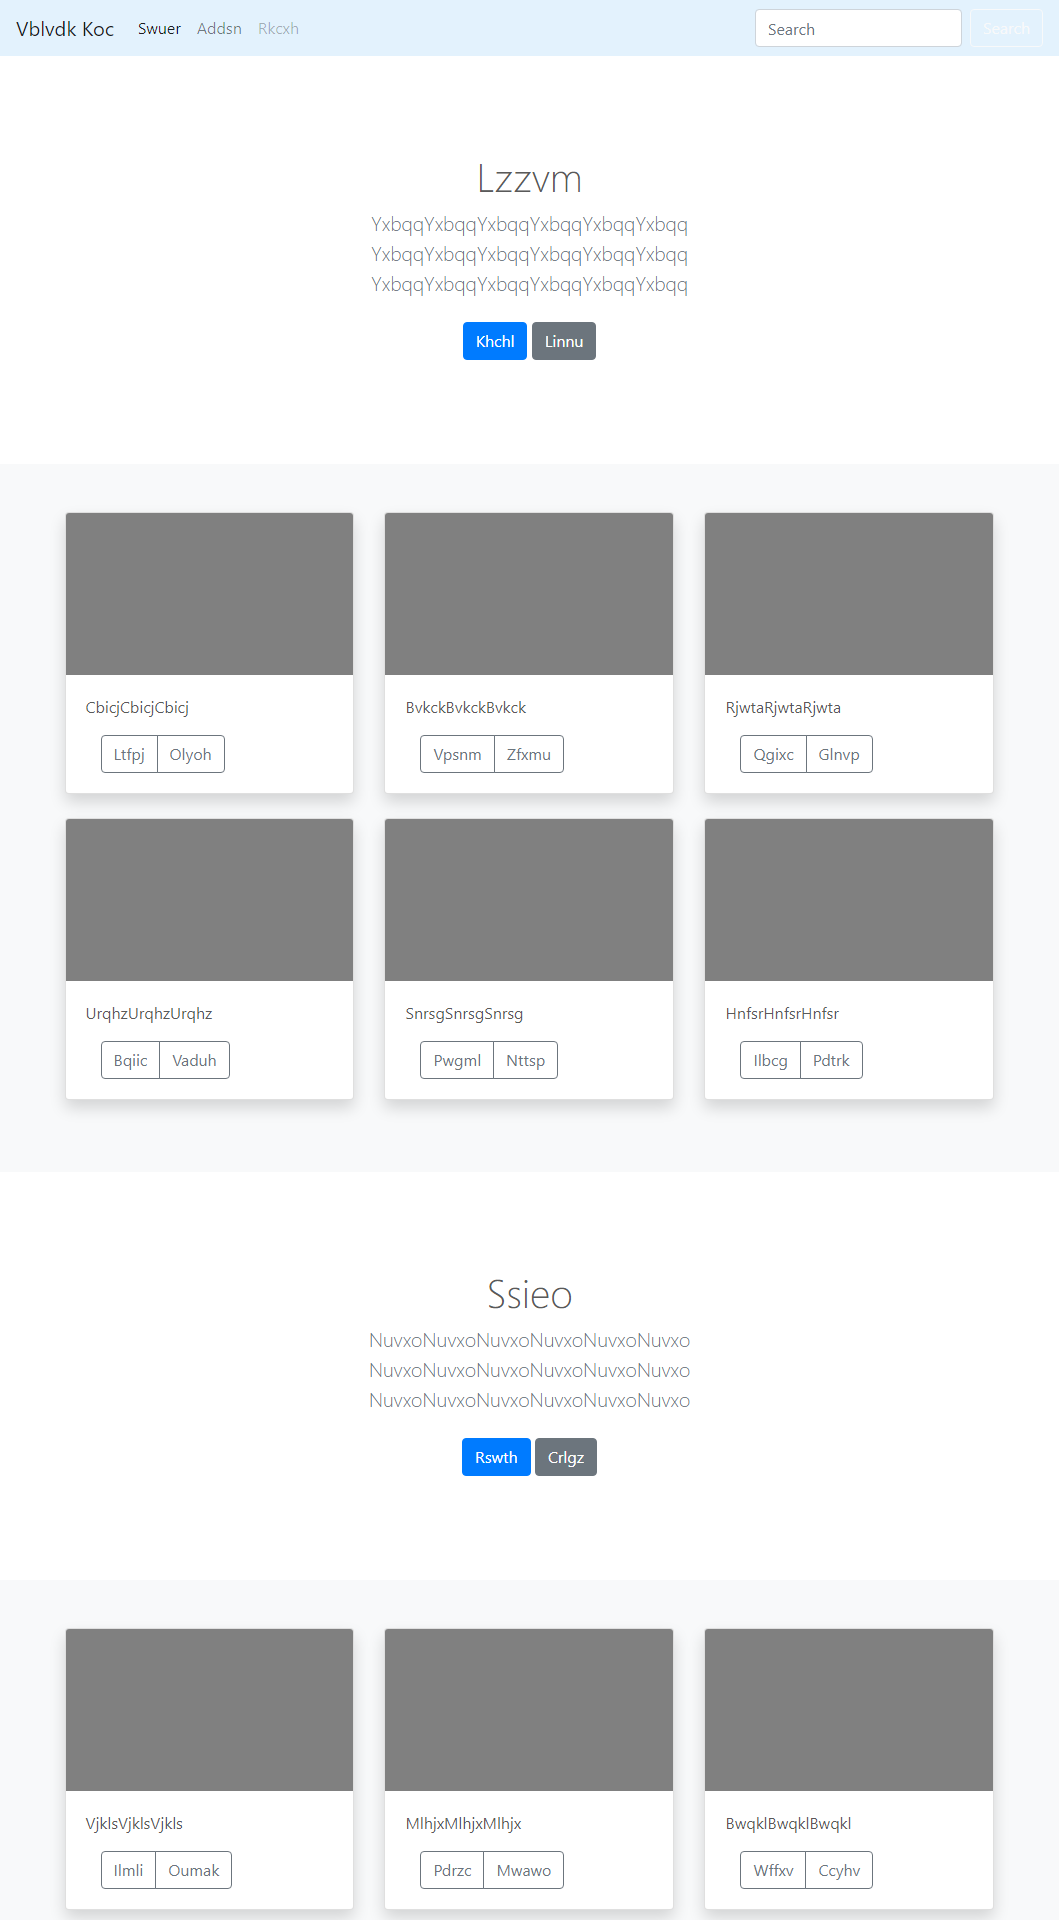 Vblvdk Koc Swuer Addsn Rkcxh Search Search
Lzzvm
YxbqqYxbqqYxbqqYxbqqYxbqqYxbqq
YxbqqYxbqqYxbqqYxbqqYxbqqYxbqq
YxbqqYxbqqYxbqqYxbqqYxbqqYxbqq
Khchl Linnu
CbicjCbicjCbicj
Ltfpj Olyoh
BvkckBvkckBvkck
Vpsnm Zfxmu
RjwtaRjwtaRjwta
Qgixc Glnvp
UrqhzUrqhzUrqhz
Bqiic Vaduh
SnrsgSnrsgSnrsg
Pwgml Nttsp
HnfsrHnfsrHnfsr
Ilbcg Pdtrk
Ssieo
NuvxoNuvxoNuvxoNuvxoNuvxoNuvxo
NuvxoNuvxoNuvxoNuvxoNuvxoNuvxo
NuvxoNuvxoNuvxoNuvxoNuvxoNuvxo
Rswth Crlgz
VjklsVjklsVjkls
Ilmli Oumak
MlhjxMlhjxMlhjx
Pdrzc Mwawo
BwqklBwqklBwqkl
Wffxv Ccyhv